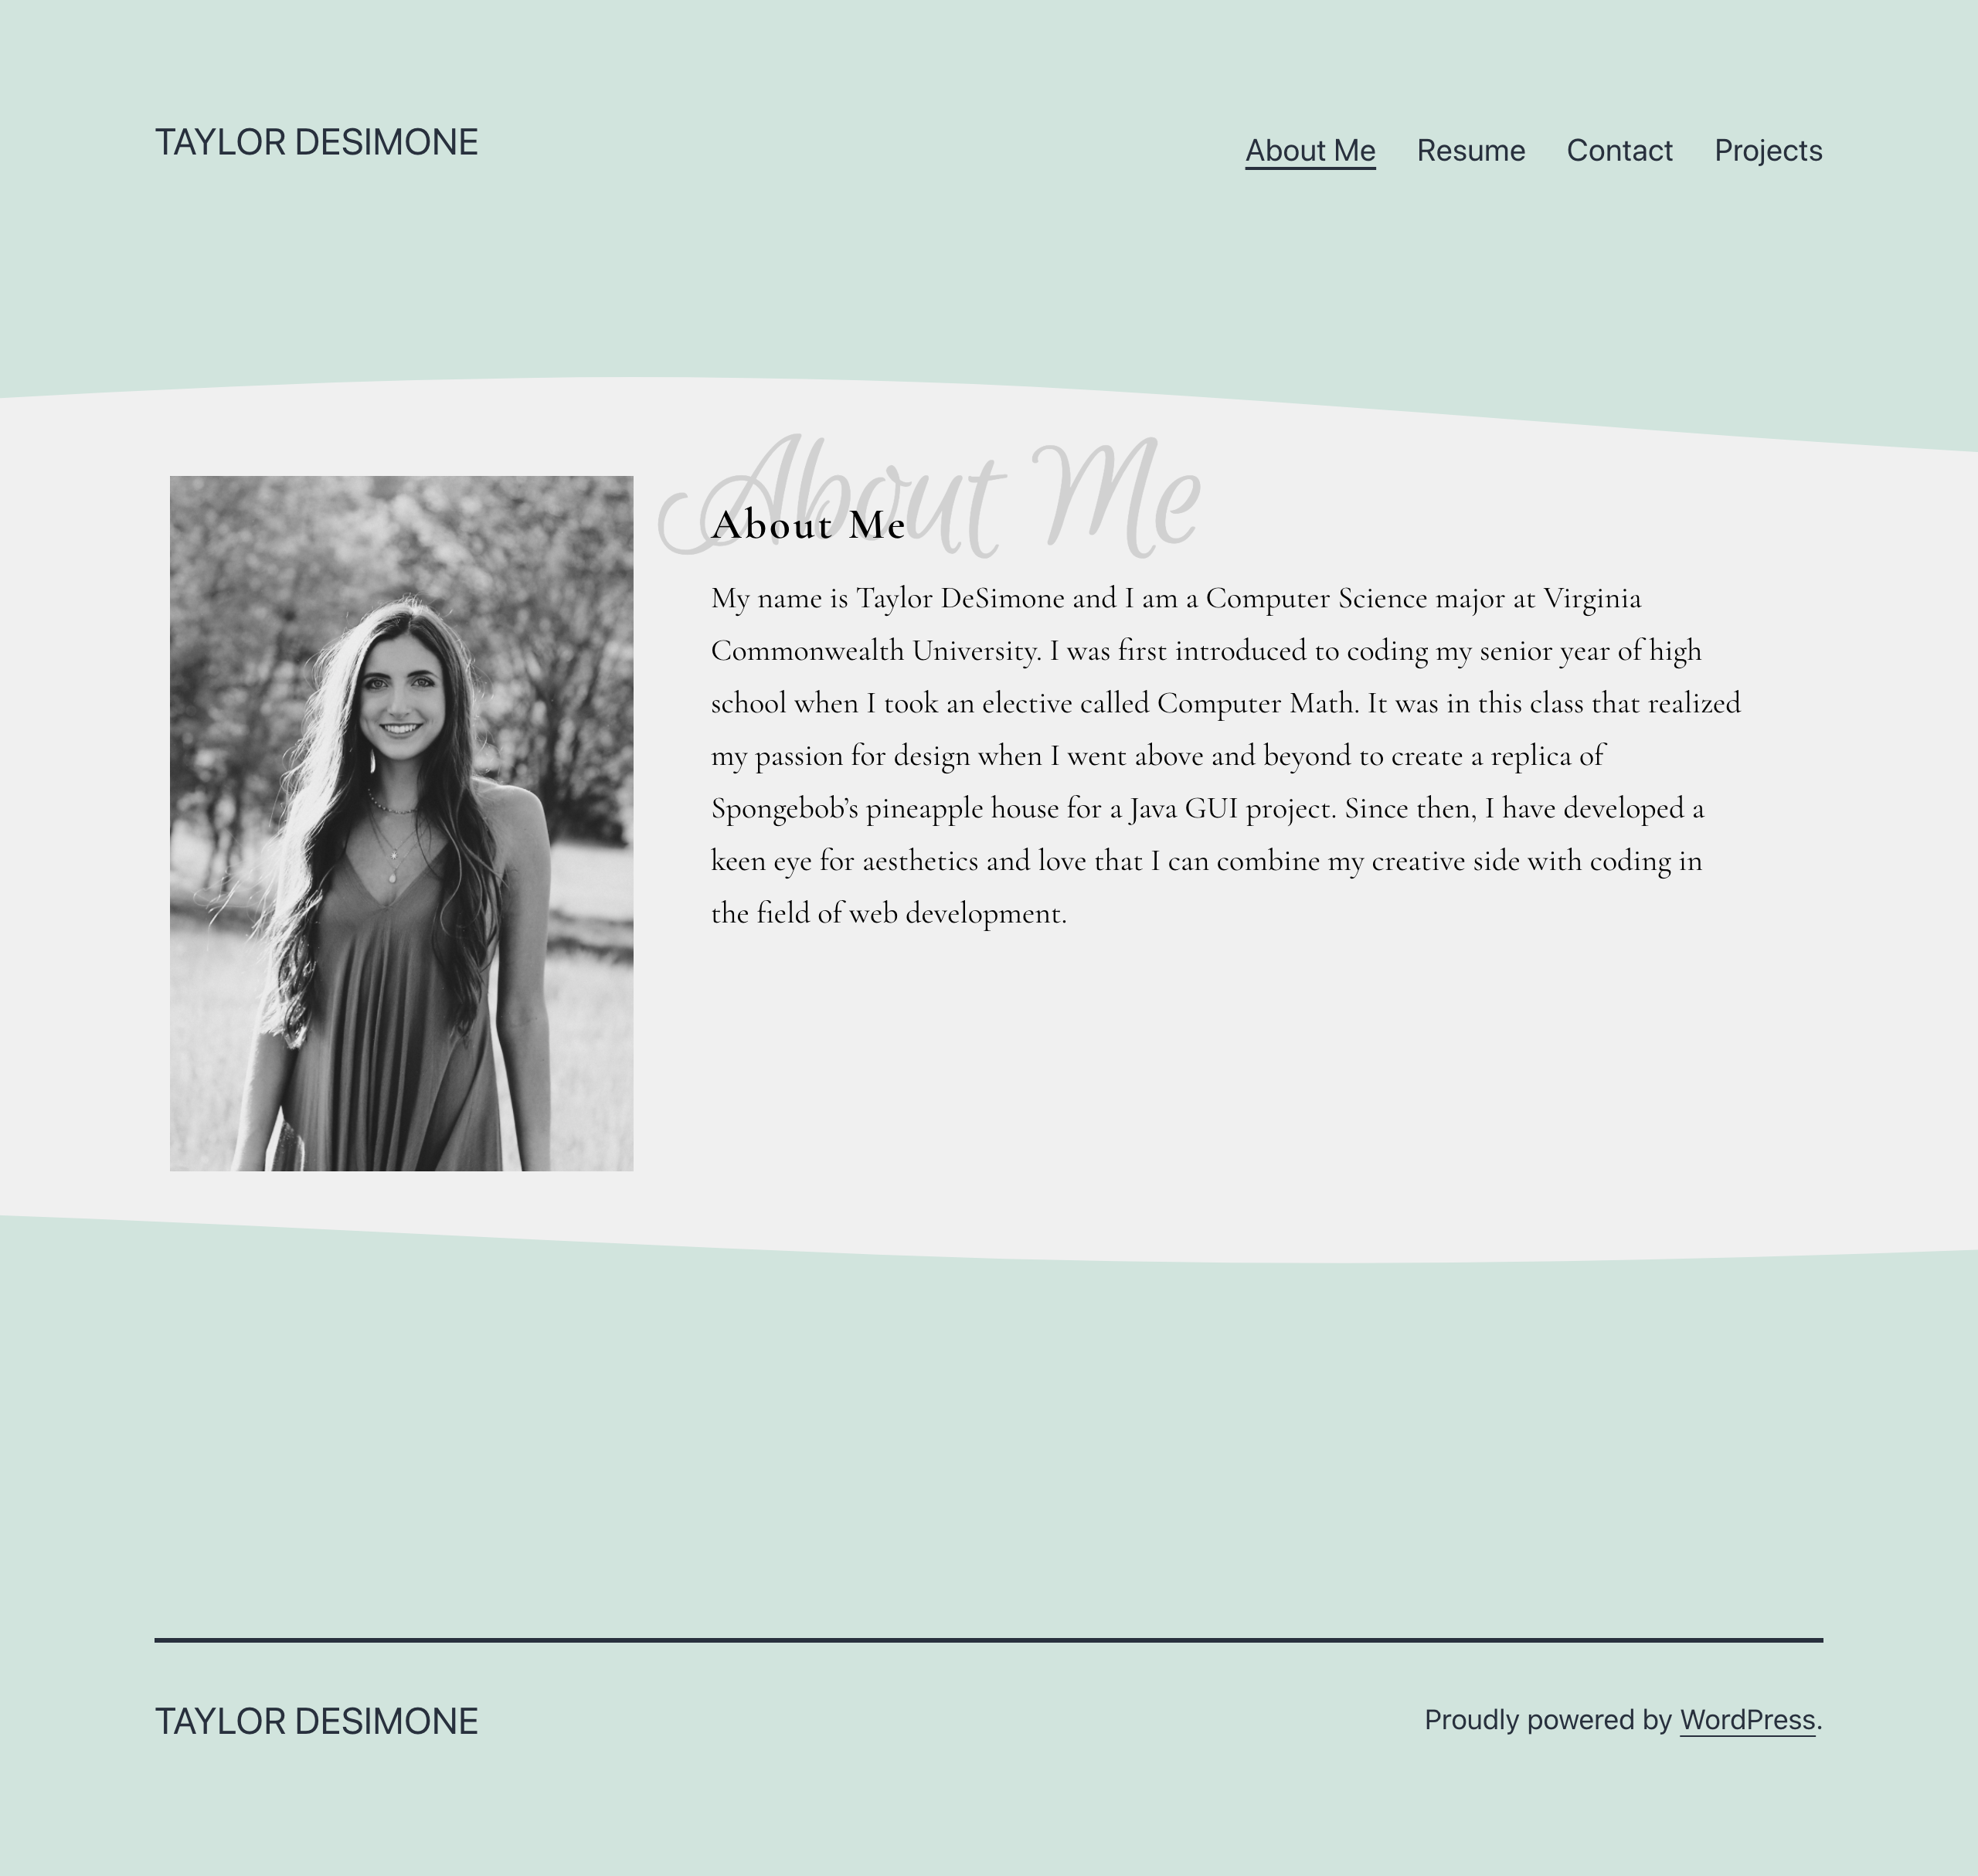 TAYLOR DESIMONE
About Me Resume Contact Projects
About Me
About Me
My name is Taylor DeSimone and I am a Computer Science major at Virginia
Commonwealth University. I was first introduced to coding my senior year of high
school when I took an elective called Computer Math. It was in this class that realized
my passion for design when I went above and beyond to create a replica of
Spongebob’s pineapple house for a Java GUI project. Since then, I have developed a
keen eye for aesthetics and love that I can combine my creative side with coding in
the field of web development.
TAYLOR DESIMONE
Proudly powered by WordPress.